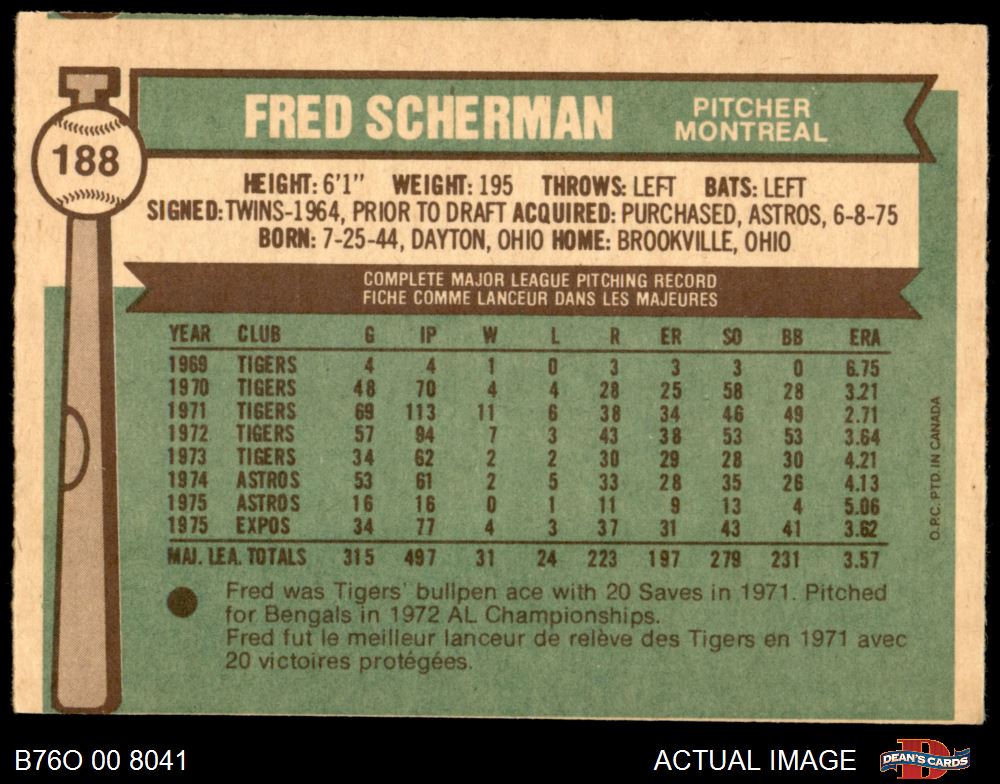 188
FRED SCHERMAN
PITCHER
MONTREAL
HEIGHT: 6'1" WEIGHT: 195 THROWS: LEFT BATS: LEFT
SIGNED: TWINS-1964, PRIOR TO DRAFT ACQUIRED: PURCHASED, ASTROS, 6-8-75
BORN: 7-25-44, DAYTON, OHIO HOME: BROOKVILLE, OHIO
COMPLETE MAJOR LEAGUE PITCHING RECORD
FICHE COMME LANCEUR DANS LES MAJEURES
YEAR CLUB G IP W L R ER SO BB ERA
1969 TIGERS 4 4 1 0 3 3 3 0 6.75
1970 TIGERS 48 70 4 4 28 25 58 28 3.21
1971 TIGERS 69 113 11 6 38 34 46 49 2.71
1972 TIGERS 57 94 7 3 43 38 53 53 3.64
1973 TIGERS 34 62 2 2 30 29 28 30 4.21
1974 ASTROS 53 61 2 5 33 28 35 26 4.13
1975 ASTROS 16 16 0 1 11 9 13 4 5.06
1975 EXPOS 34 77 4 3 37 31 43 41 3.62
MAJ. LEA. TOTALS 315 497 31 24 223 197 279 231 3.57
Fred was Tigers' bullpen ace with 20 Saves in 1971. Pitched
for Bengals in 1972 AL Championships.
Fred fut le meilleur lanceur de relève des Tigers en 1971 avec
20 victoires protégées.
O.P.C. PTD. IN CANADA
B76O 00 8041
ACTUAL IMAGE
DEAN'S CARDS